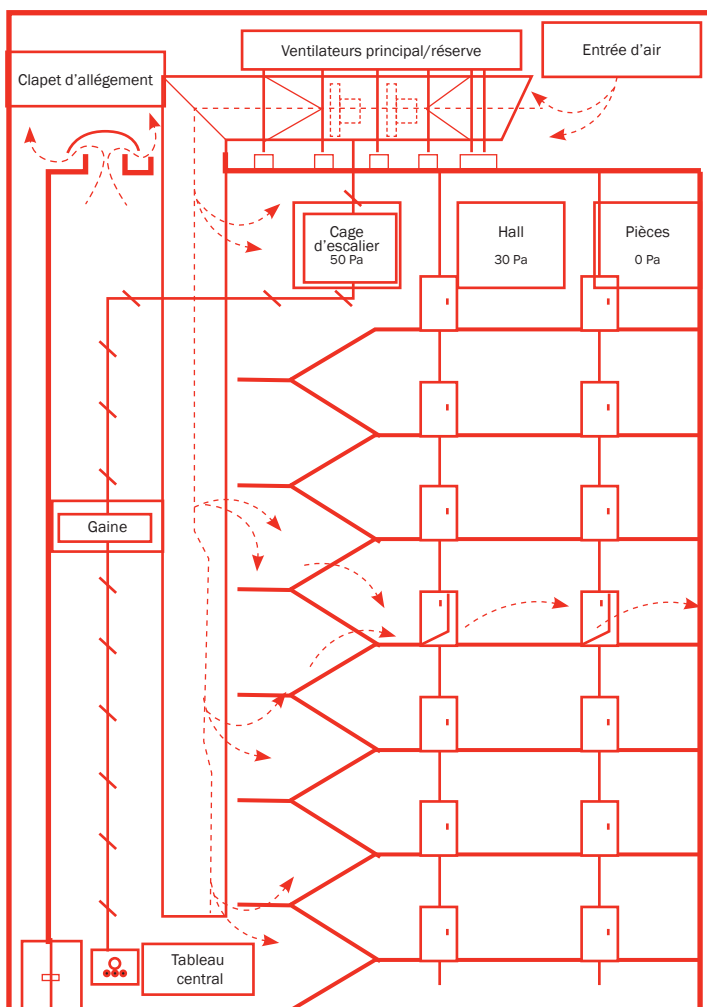 Ventilateurs principal/réserve
Entrée d'air
Clapet d'allégement
Cage
d'escalier
50 Pa
Hall
30 Pa
Pièces
0 Pa
Gaine
Tableau
central